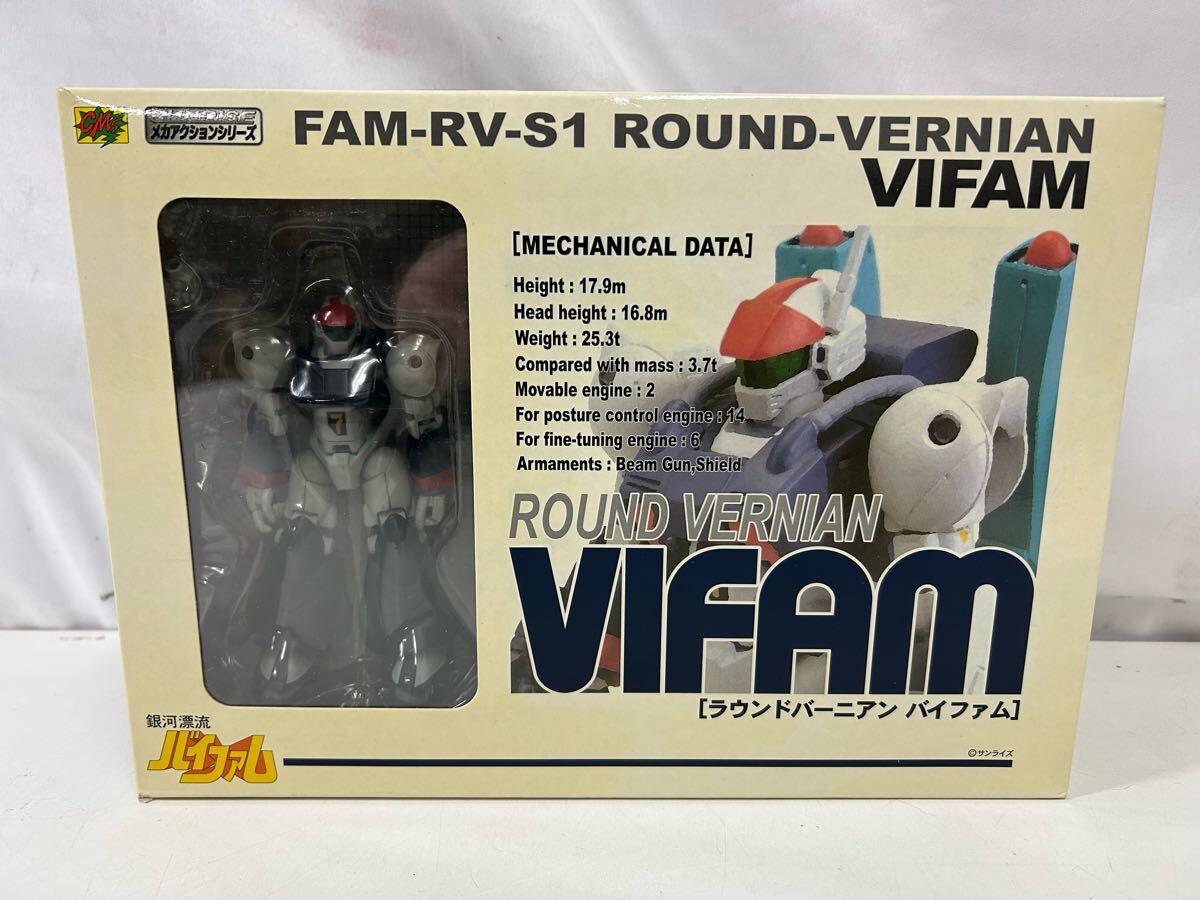 CM's
メカアクションシリーズ
FAM-RV-S1 ROUND-VERNIAN
VIFAM
[MECHANICAL DATA]
Height : 17.9m
Head height : 16.8m
Weight : 25.3t
Compared with mass : 3.7t
Movable engine : 2
For posture control engine : 14
For fine-tuning engine : 6
Armaments : Beam Gun,Shield
ROUND VERNIAN
VIFAM
[ラウンドバーニアン バイファム]
7
銀河漂流
バイファム
©サンライズ